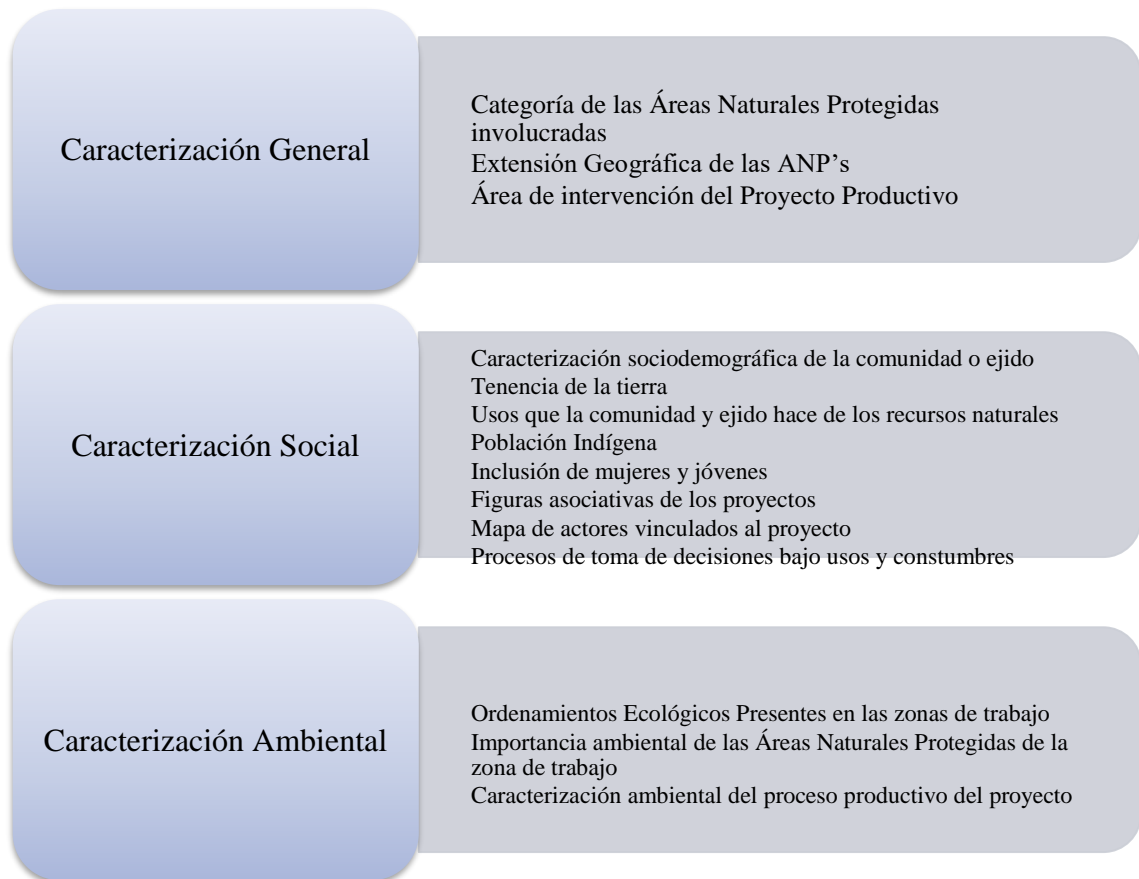 Caracterización General
Categoría de las Áreas Naturales Protegidas
involucradas
Extensión Geográfica de las ANP’s
Área de intervención del Proyecto Productivo
Caracterización Social
Caracterización sociodemográfica de la comunidad o ejido
Tenencia de la tierra
Usos que la comunidad y ejido hace de los recursos naturales
Población Indígena
Inclusión de mujeres y jóvenes
Figuras asociativas de los proyectos
Mapa de actores vinculados al proyecto
Procesos de toma de decisiones bajo usos y constumbres
Caracterización Ambiental
Ordenamientos Ecológicos Presentes en las zonas de trabajo
Importancia ambiental de las Áreas Naturales Protegidas de la
zona de trabajo
Caracterización ambiental del proceso productivo del proyecto